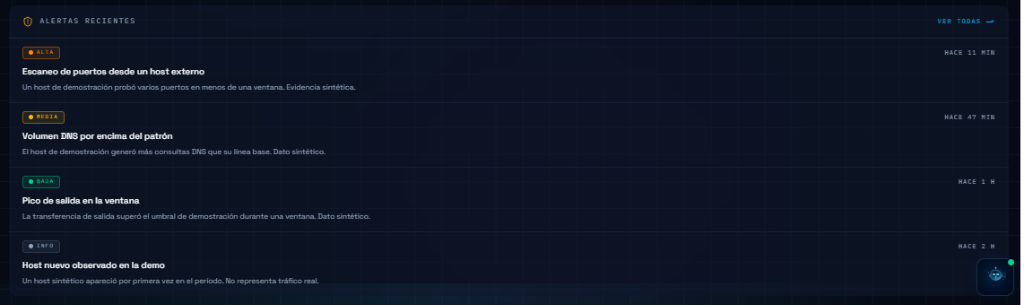 ALERTAS RECIENTES
VER TODAS →
ALTA
HACE 11 MIN
Escaneo de puertos desde un host externo
Un host de demostración probó varios puertos en menos de una ventana. Evidencia sintética.
MEDIA
HACE 47 MIN
Volumen DNS por encima del patrón
El host de demostración generó más consultas DNS que su línea base. Dato sintético.
BAJA
HACE 1 H
Pico de salida en la ventana
La transferencia de salida superó el umbral de demostración durante una ventana. Dato sintético.
INFO
HACE 2 H
Host nuevo observado en la demo
Un host sintético apareció por primera vez en el período. No representa tráfico real.